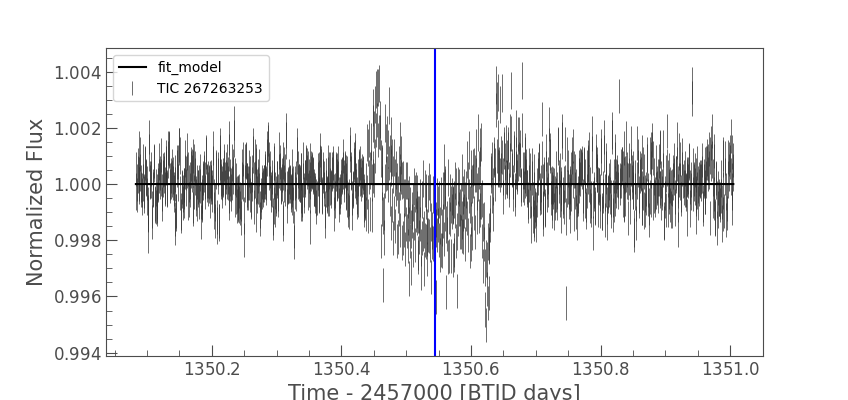 fit_model
TIC 267263253
1.004
1.002
1.000
0.998
0.996
0.994
Normalized Flux
1350.2 1350.4 1350.6 1350.8 1351.0
Time - 2457000 [BTJD days]